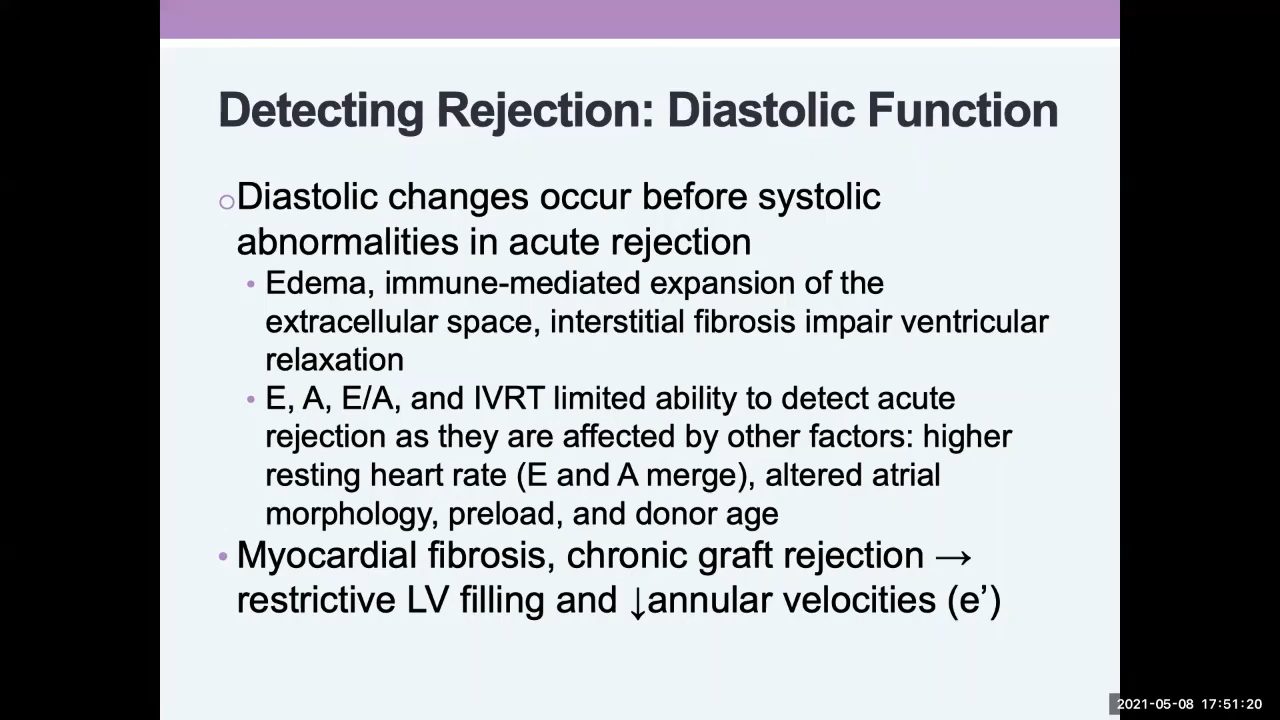 Detecting Rejection: Diastolic Function
○Diastolic changes occur before systolic
abnormalities in acute rejection
• Edema, immune-mediated expansion of the
extracellular space, interstitial fibrosis impair ventricular
relaxation
• E, A, E/A, and IVRT limited ability to detect acute
rejection as they are affected by other factors: higher
resting heart rate (E and A merge), altered atrial
morphology, preload, and donor age
• Myocardial fibrosis, chronic graft rejection →
restrictive LV filling and ↓annular velocities (e’)
2021-05-08 17:51:20